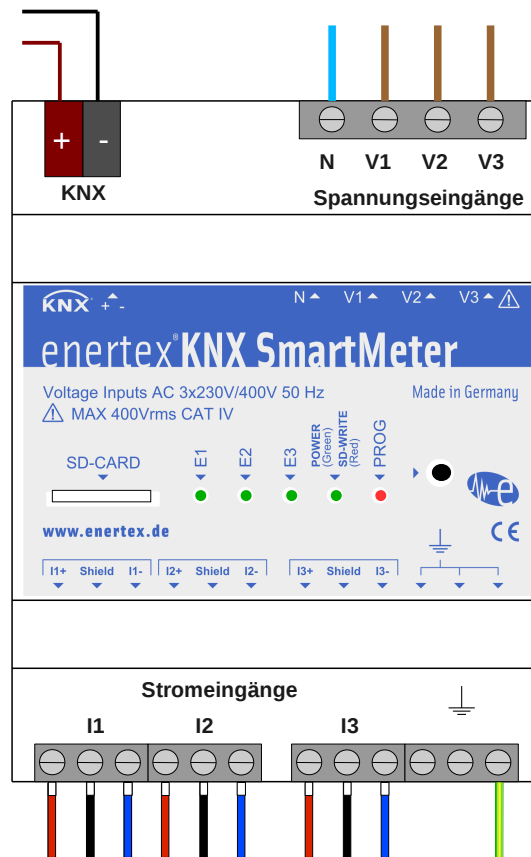 + -
KNX
N V1 V2 V3
Spannungseingänge
KNX + -
N V1 V2 V3
enertex® KNX SmartMeter
Voltage Inputs AC 3x230V/400V 50 Hz
Made in Germany
MAX 400Vrms CAT IV
SD-CARD
E1
E2
E3
POWER
(Green)
SD-WRITE
(Red)
PROG
e
www.enertex.de
CE
I1+ Shield I1- I2+ Shield I2- I3+ Shield I3-
Stromeingänge
I1 I2 I3